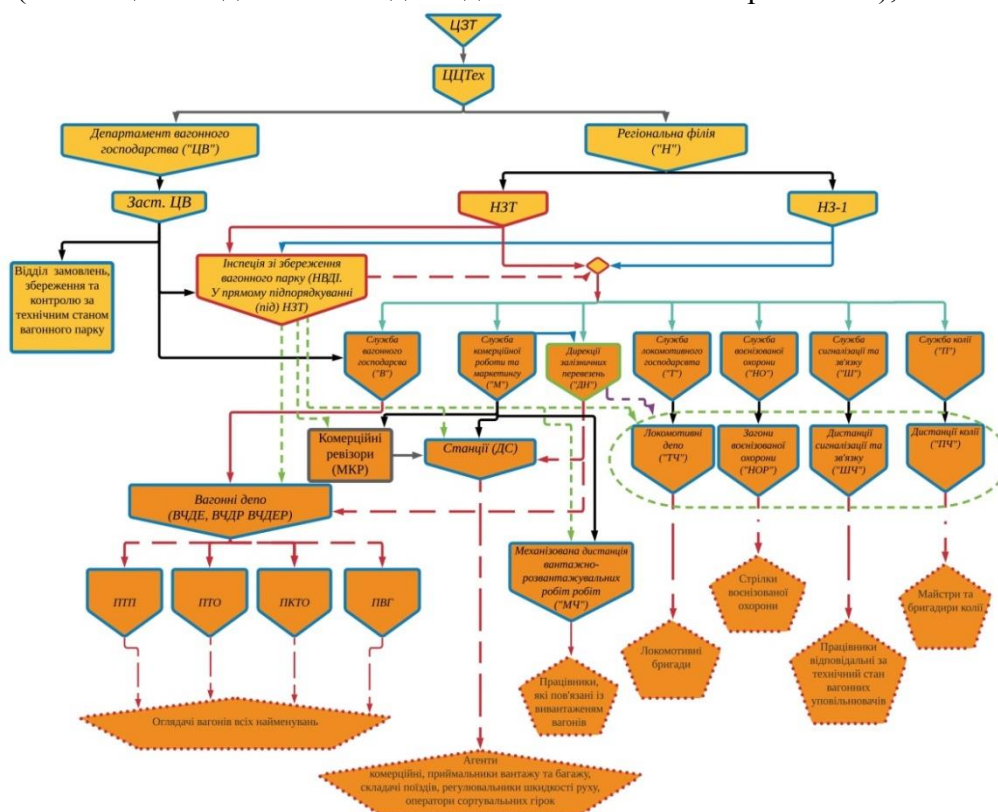 ЦЗТ
ЦЦТех
Департамент вагонного
господарства ("ЦВ")
Регіональна філія
("Н")
Заст. ЦВ
НЗТ
НЗ-1
Відділ замовлень,
збереження та
контролю за
технічним станом
вагонного парку
Інспеція зі збереження
вагонного парку (НВДІ.
У прямому підпорядкуванні
(під) НЗТ)
Служба
вагонного
господарсва
("В")
Служба
комерційної
роботи та
маркетингу
("М")
Дирекції
залізничних
перевезень
("ДН")
Служба
локомотивного
господарсвта
("Т")
Служба
воєнізованої
охорони
("НО")
Служба
сигналізації та
зв'язку
("Ш")
Служба колії
("П")
Комерційні
ревізори
(МКР)
Станції (ДС)
Локомотивні
депо
("ТЧ")
Загони
воєнізованої
охорони
("НОР")
Дистанції
сигналізації та
зв'язку
("ШЧ")
Дистанції колії
("ПЧ")
Вагонні депо
(ВЧДЕ, ВЧДР ВЧДЕР)
Механізована дистанція
вантажно-
розвантажувальних
робіт робіт
("МЧ")
ПТП
ПТО
ПКТО
ПВГ
Стрілки
воєнізованої
охорони
Майстри та
бригадири колії
Локомотивні
бригади
Працівники
відповідальні за
технічний стан
вагонних
уповільнювачів
Працівники,
які пов'язані із
вивантаженям
вагонів
Оглядачі вагонів всіх найменувань
Агенти
комерційні, приймальники вантажу та багажу,
складачі поїздів, регулювальники шкидкості руху,
оператори сортувалььних гірок